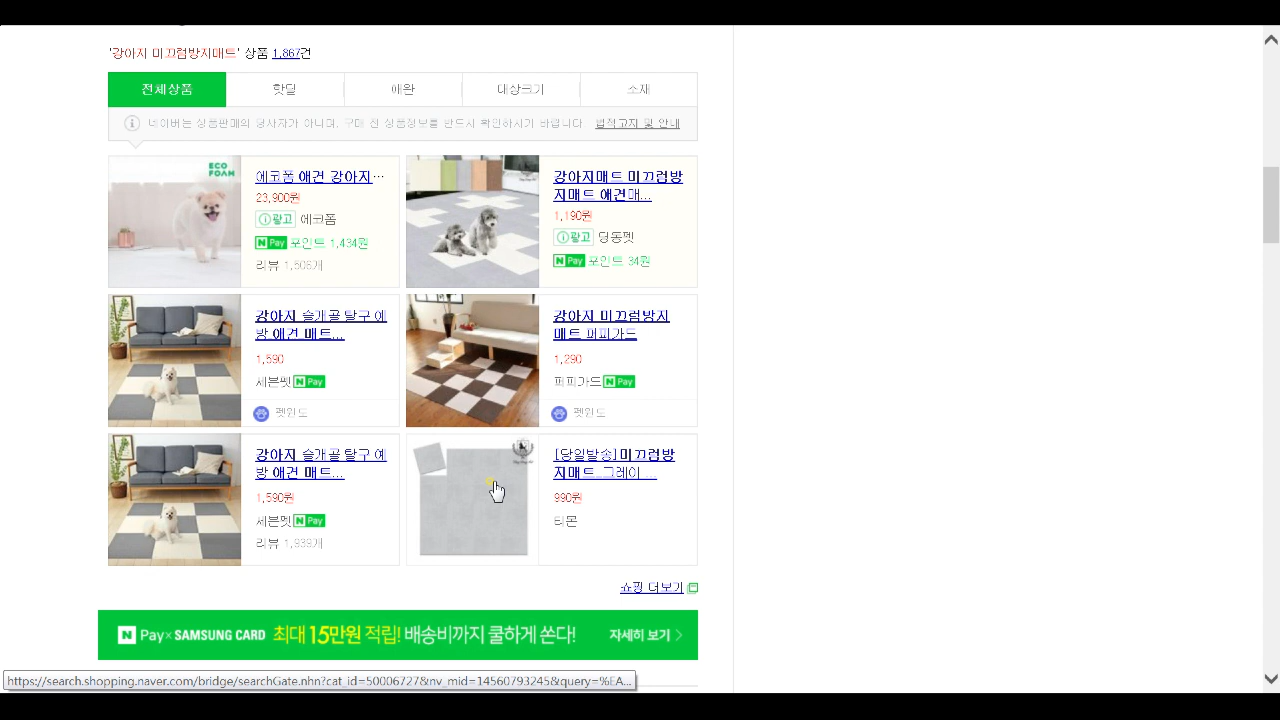 '강아지 미끄럼방지매트' 상품 1,867건
전체상품
핫딜
애완
대상크기
소재
네이버는 상품판매의 당사자가 아니며, 구매 전 상품정보를 반드시 확인하시기 바랍니다
법적고지 및 안내
ECO FOAM
에코폼 애견 강아지…
23,900원
광고 에코폼
N Pay 포인트 1,434원
리뷰 1,606개
강아지매트 미끄럼방
지매트 애견매...
1,190원
광고 딩동펫
N Pay 포인트 34원
강아지 슬개골 탈구 예
방 애견 매트...
1,590
세븐펫 N Pay
펫윈도
강아지 미끄럼방지
매트 퍼피가드
1,290
퍼피가드 N Pay
펫윈도
강아지 슬개골 탈구 예
방 애견 매트...
1,590원
세븐펫 N Pay
리뷰 1,939개
[당일발송]미끄럼방
지매트 그레이 ...
990원
티몬
쇼핑 더보기
N Pay×SAMSUNG CARD 최대 15만원 적립! 배송비까지 쿨하게 쏜다! 자세히 보기 >
https://search.shopping.naver.com/bridge/searchGate.nhn?cat_id=50006727&nv_mid=14560793245&query=%EA...